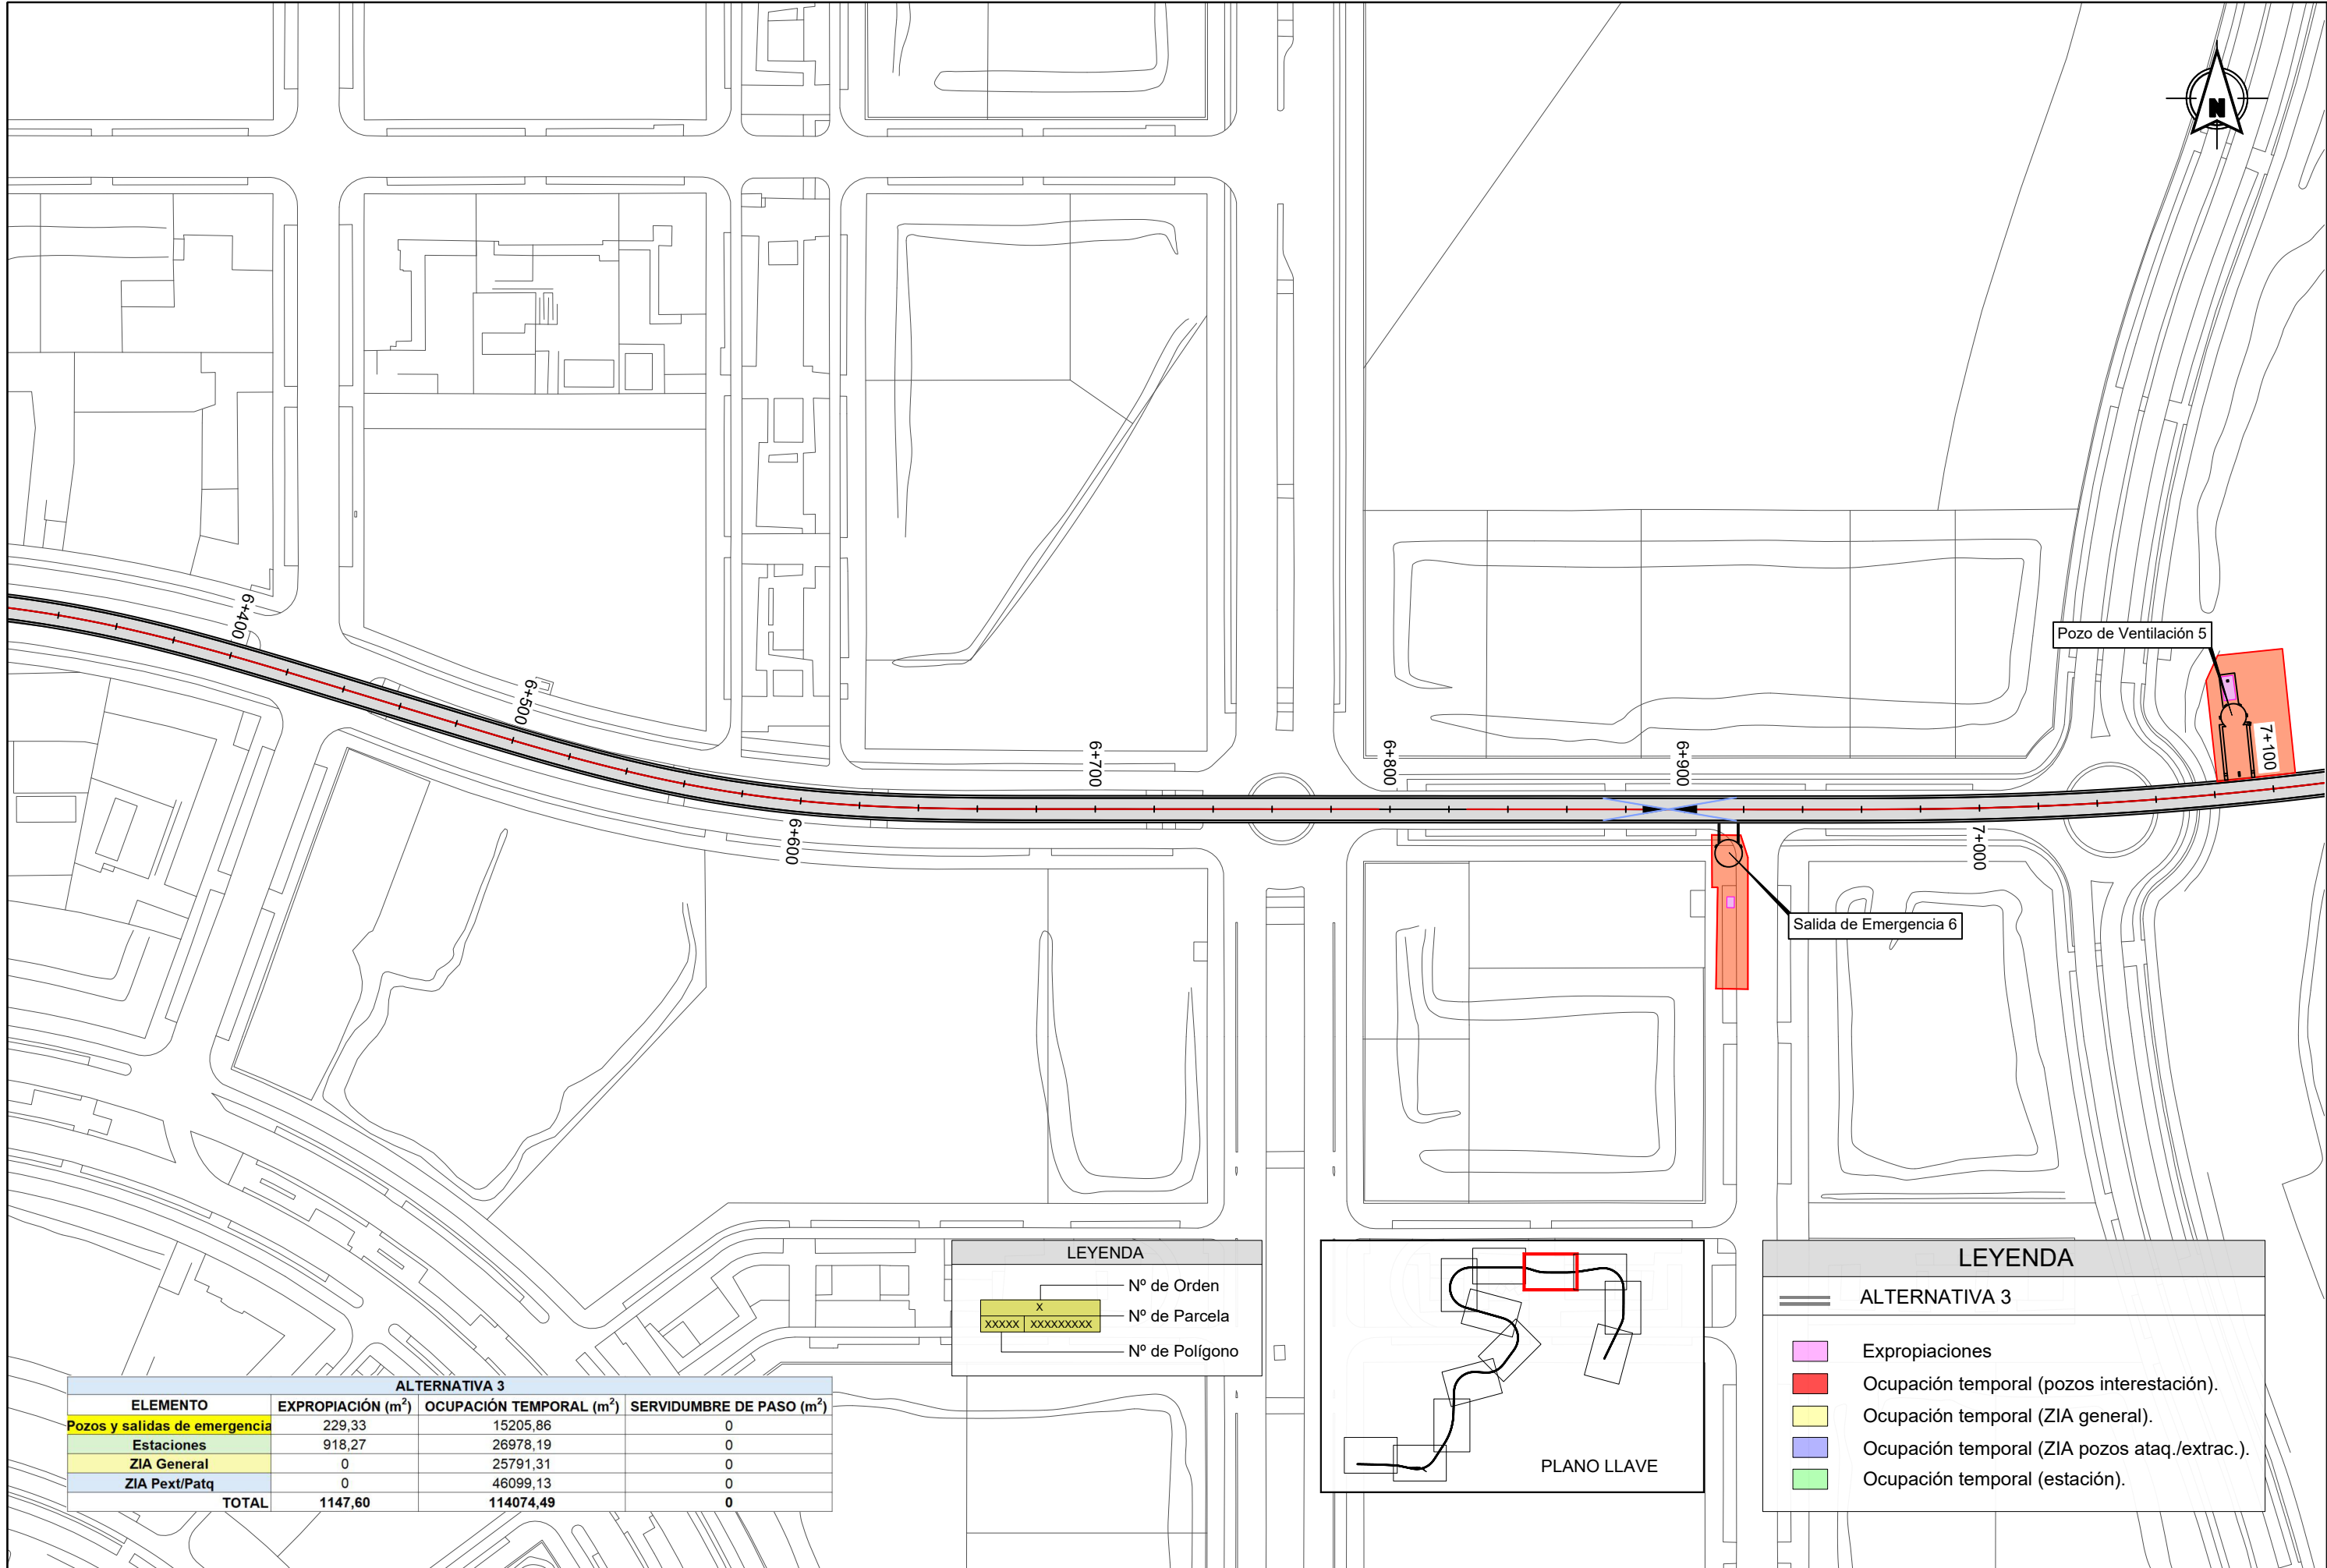 N
6+400
6+500
6+600
6+700
6+800
6+900
7+000
7+100
Pozo de Ventilación 5
Salida de Emergencia 6
LEYENDA
Nº de Orden
X
Nº de Parcela
XXXXX XXXXXXXXX
Nº de Polígono
PLANO LLAVE
LEYENDA
ALTERNATIVA 3
Expropiaciones
Ocupación temporal (pozos interestación).
Ocupación temporal (ZIA general).
Ocupación temporal (ZIA pozos ataq./extrac.).
Ocupación temporal (estación).
ALTERNATIVA 3
ELEMENTO EXPROPIACIÓN (m²) OCUPACIÓN TEMPORAL (m²) SERVIDUMBRE DE PASO (m²)
Pozos y salidas de emergencia 229,33 15205,86 0
Estaciones 918,27 26978,19 0
ZIA General 0 25791,31 0
ZIA Pext/Patq 0 46099,13 0
TOTAL 1147,60 114074,49 0